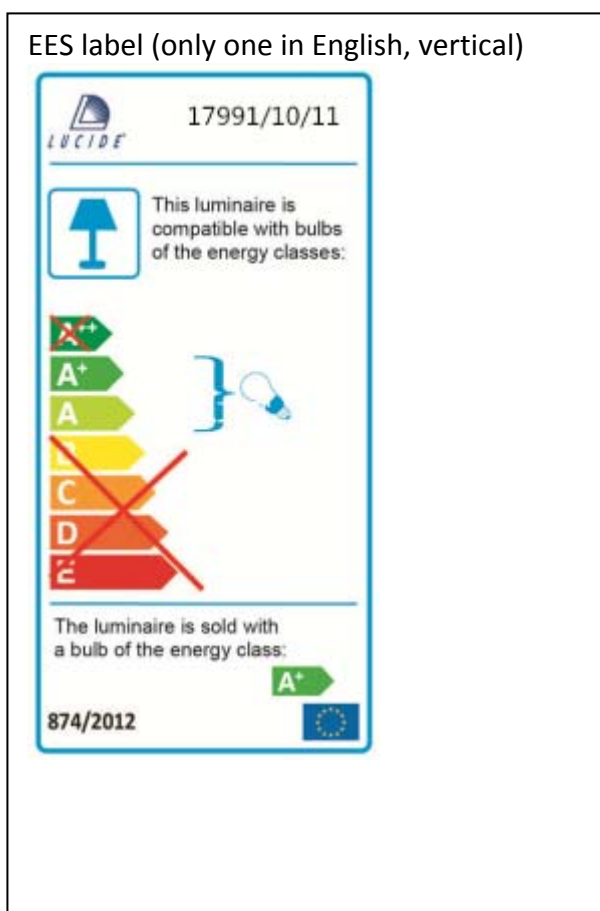 EES label (only one in English, vertical)
LUCIDE
17991/10/11
This luminaire is
compatible with bulbs
of the energy classes:
A++
A+
A
B
C
D
E
The luminaire is sold with
a bulb of the energy class:
A+
874/2012